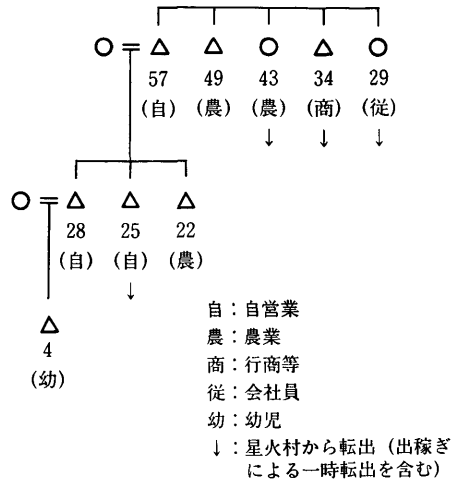 57 49 43 34 29
(自) (農) (農) (商) (従)
↓ ↓ ↓
28 25 22
(自) (自) (農)
↓
4
(幼)
自：自営業
農：農業
商：行商等
従：会社員
幼：幼児
↓：星火村から転出（出稼ぎ
による一時転出を含む）